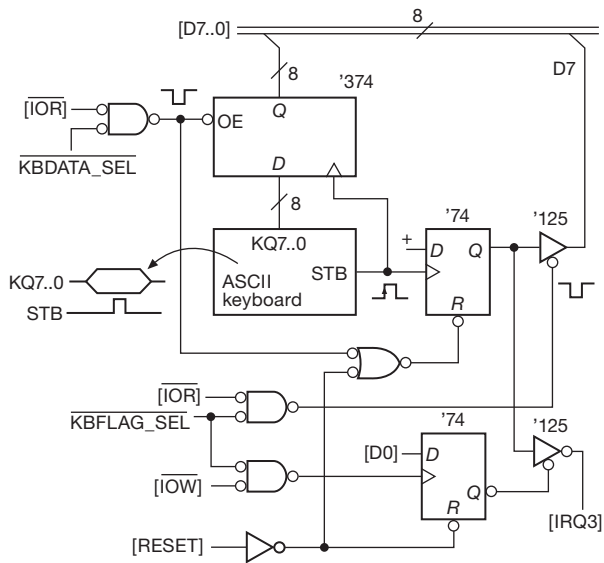 [D7..0]
8
8
D7
'374
[IOR]
OE
Q
KBDATA_SEL
D
8
'74
'125
KQ7..0
+
D
Q
STB
KQ7..0
ASCII
keyboard
R
STB
[IOR]
KBFLAG_SEL
'74
'125
[D0]
D
[IOW]
Q
R
[IRQ3]
[RESET]